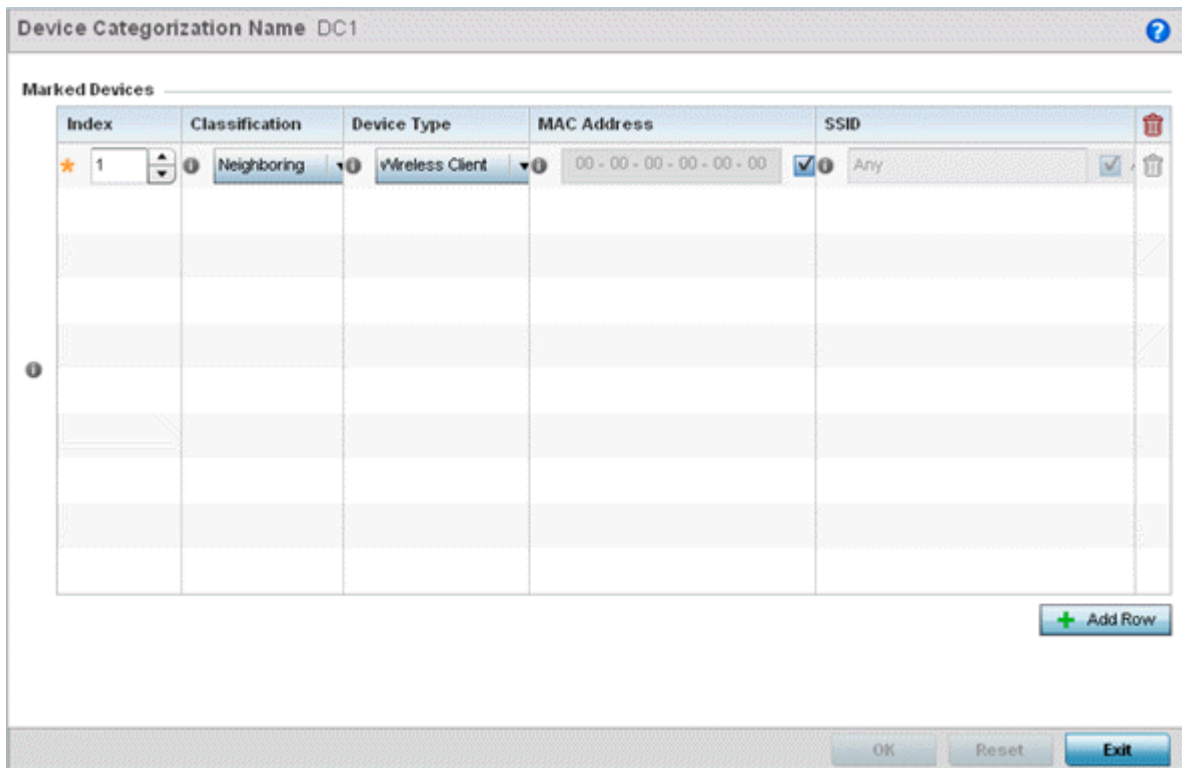 Device Categorization Name DC1
Marked Devices
Index Classification Device Type MAC Address SSID
1 Neighboring Wireless Client 00 - 00 - 00 - 00 - 00 - 00 Any
Add Row
OK Reset Exit